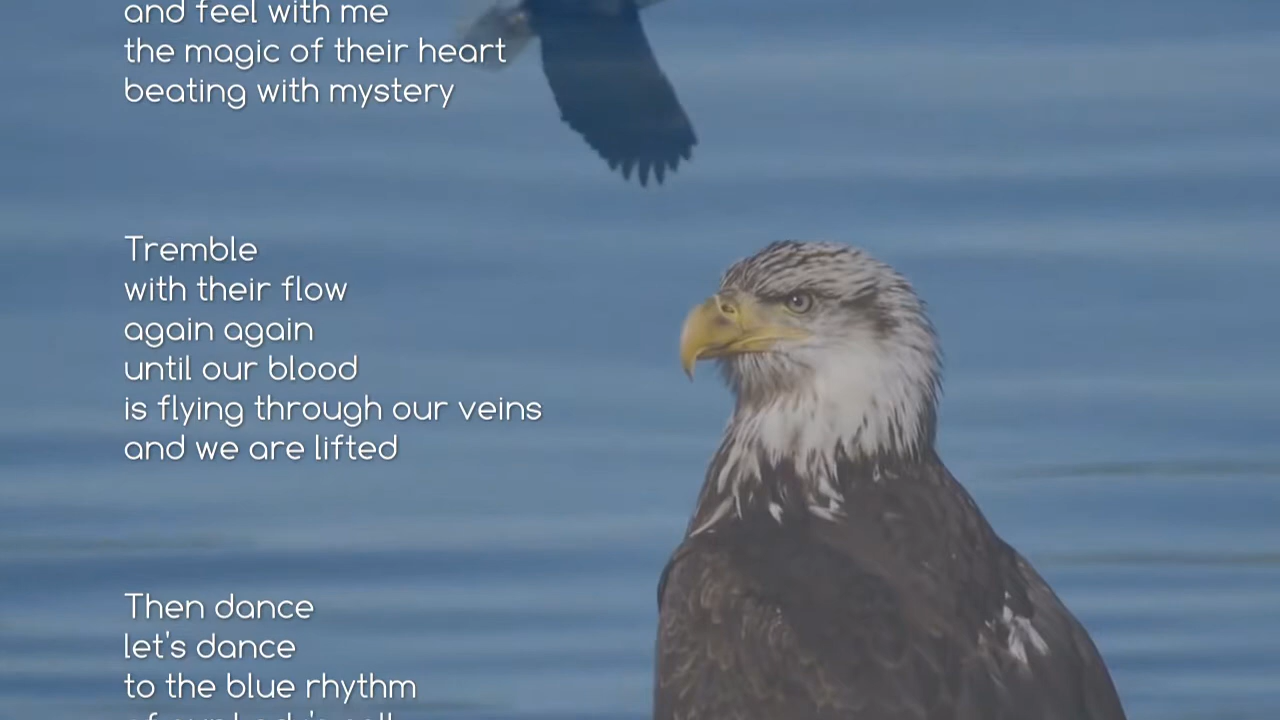 and feel with me
the magic of their heart
beating with mystery
Tremble
with their flow
again again
until our blood
is flying through our veins
and we are lifted
Then dance
let's dance
to the blue rhythm